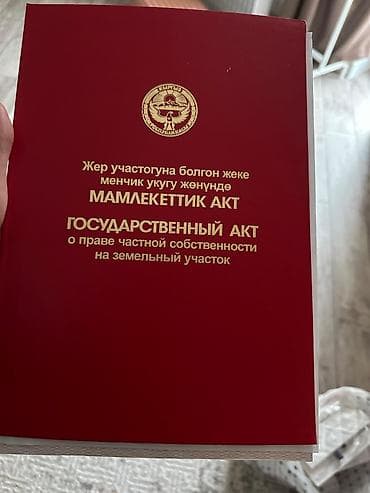 Жер участогуна болгон жеке
менчик укугу жөнүндө
МАМЛЕКЕТТИК АКТ
ГОСУДАРСТВЕННЫЙ АКТ
о праве частной собственности
на земельный участок